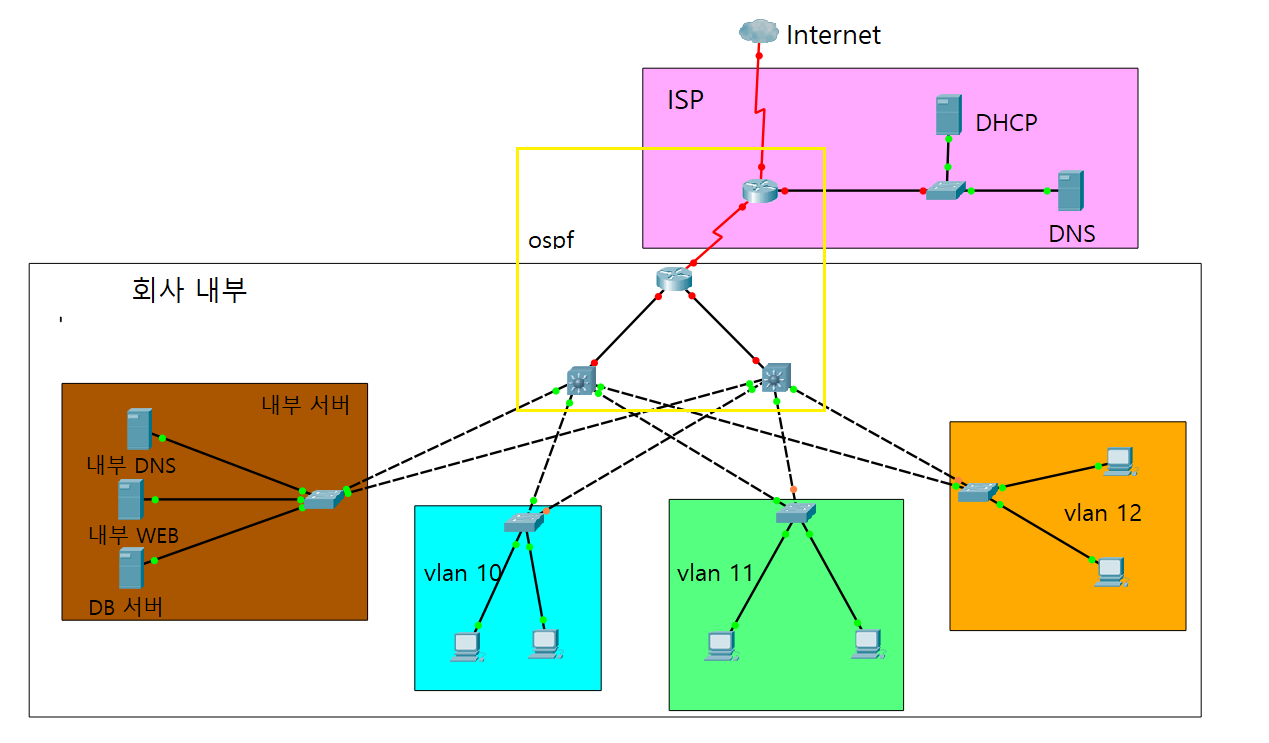 Internet
ISP
DHCP
DNS
ospf
회사 내부
내부 서버
내부 DNS
내부 WEB
DB 서버
vlan 10
vlan 11
vlan 12